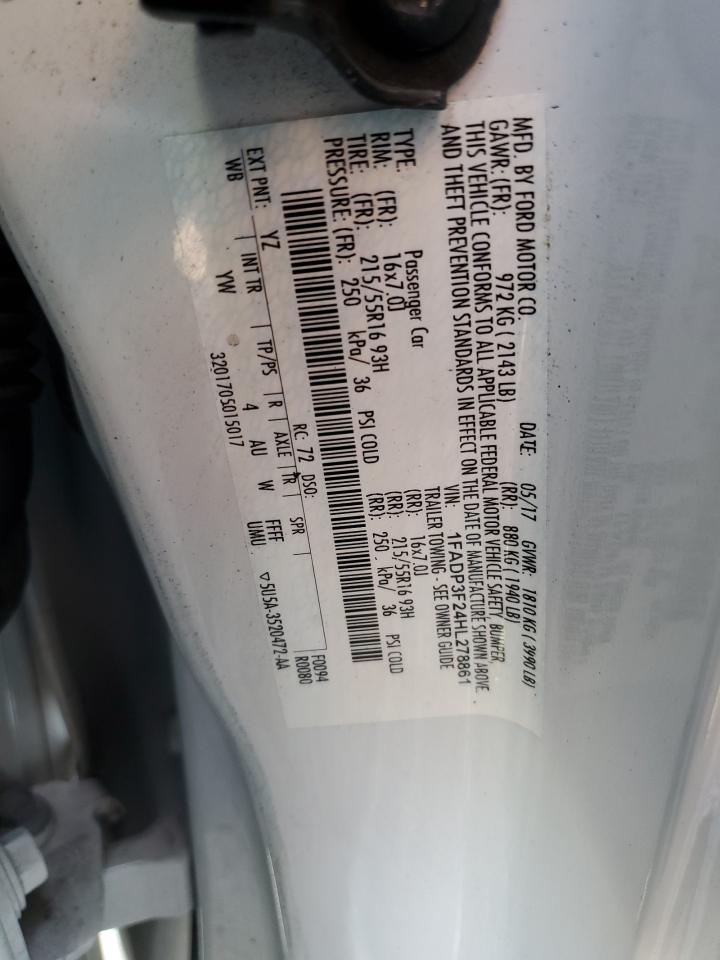 MFD. BY FORD MOTOR CO. DATE: 05/17 GVWR: 1810 KG ( 3990 LB)
GAWR: (FR): 972 KG ( 2143 LB) (RR): 880 KG ( 1940 LB)
THIS VEHICLE CONFORMS TO ALL APPLICABLE FEDERAL MOTOR VEHICLE SAFETY, BUMPER,
AND THEFT PREVENTION STANDARDS IN EFFECT ON THE DATE OF MANUFACTURE SHOWN ABOVE.
VIN: 1FADP3F24HL278861
TYPE: Passenger Car TRAILER TOWING - SEE OWNER GUIDE
RIM: (FR): 16x7.0J (RR): 16x7.0J
TIRE: (FR): 215/55R16 93H (RR): 215/55R16 93H
PRESSURE: (FR): 250 kPa/ 36 PSI COLD (RR): 250 kPa/ 36 PSI COLD
RC: 72 DSO: F0094
R0080
EXT PNT: YZ | INT TR | TP/PS | R | AXLE | TR | SPR |
WB YW 4 AU W FFFF
UMU
3201705015017 ▽5U5A-3520472-AA